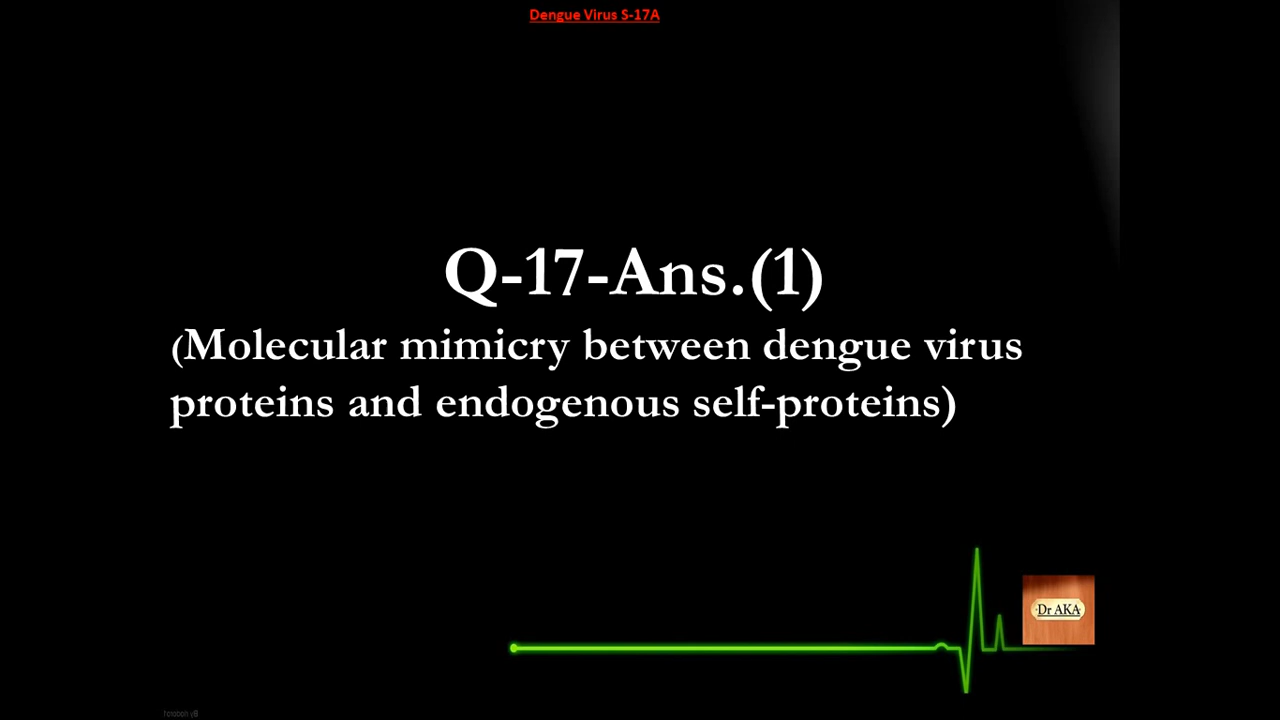 Dengue Virus S-17A
Q-17-Ans.(1)
(Molecular mimicry between dengue virus
proteins and endogenous self-proteins)
Dr AKA